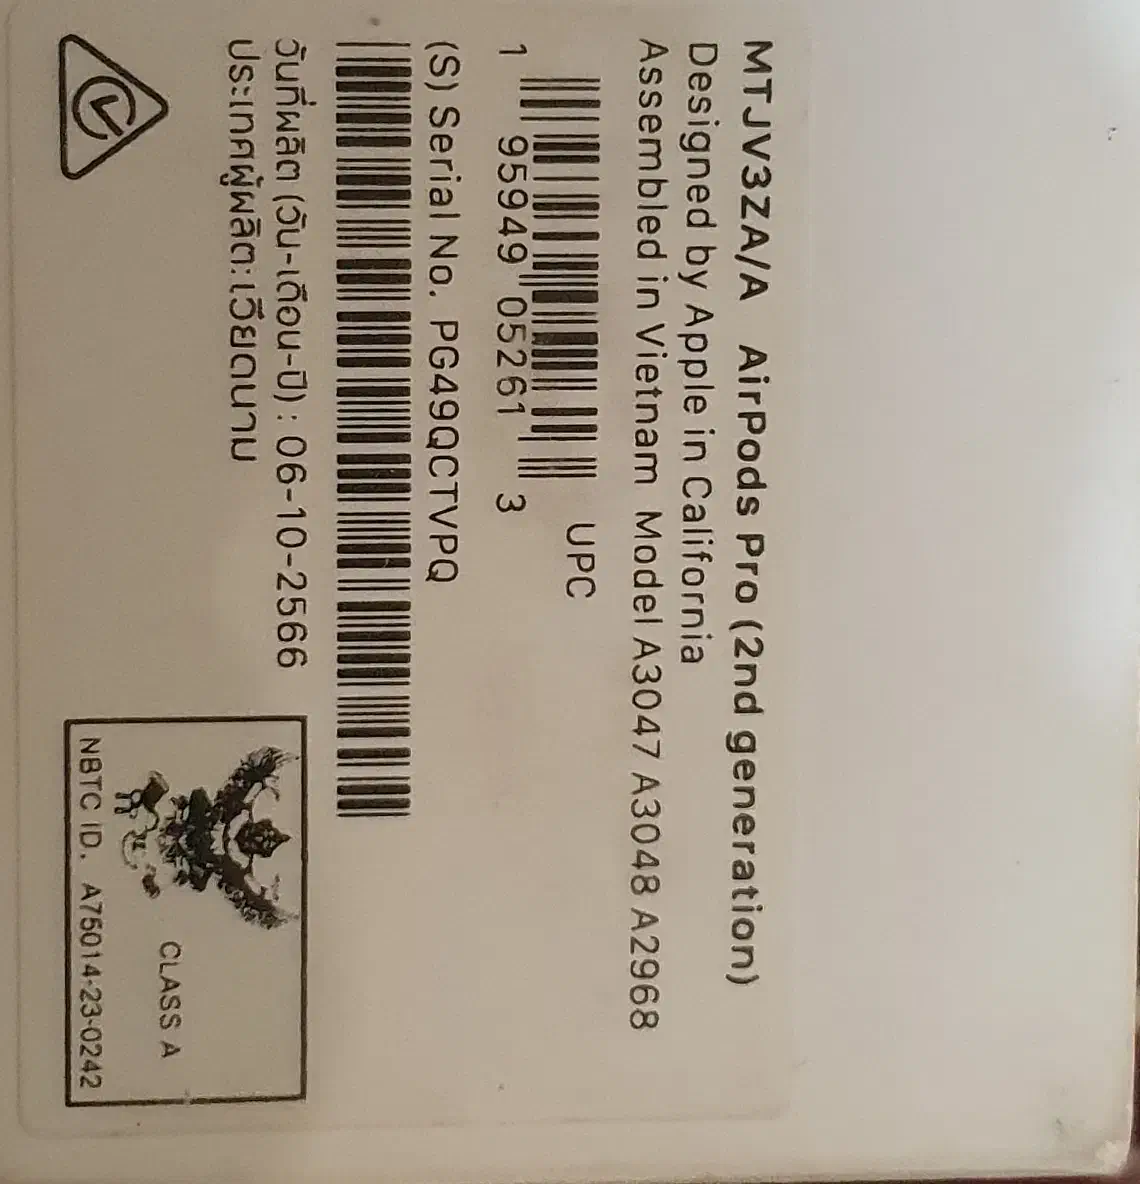 MTJV3ZA/A AirPods Pro (2nd generation)
Designed by Apple in California
Assembled in Vietnam Model A3047 A3048 A2968
UPC
1 95949 05261 3
(S) Serial No. PG49QCTVPQ
วันที่ผลิต (วัน-เดือน-ปี) : 06-10-2566
ประเทศผู้ผลิต: เวียดนาม
CLASS A
NBTC ID. A75014-23-0242